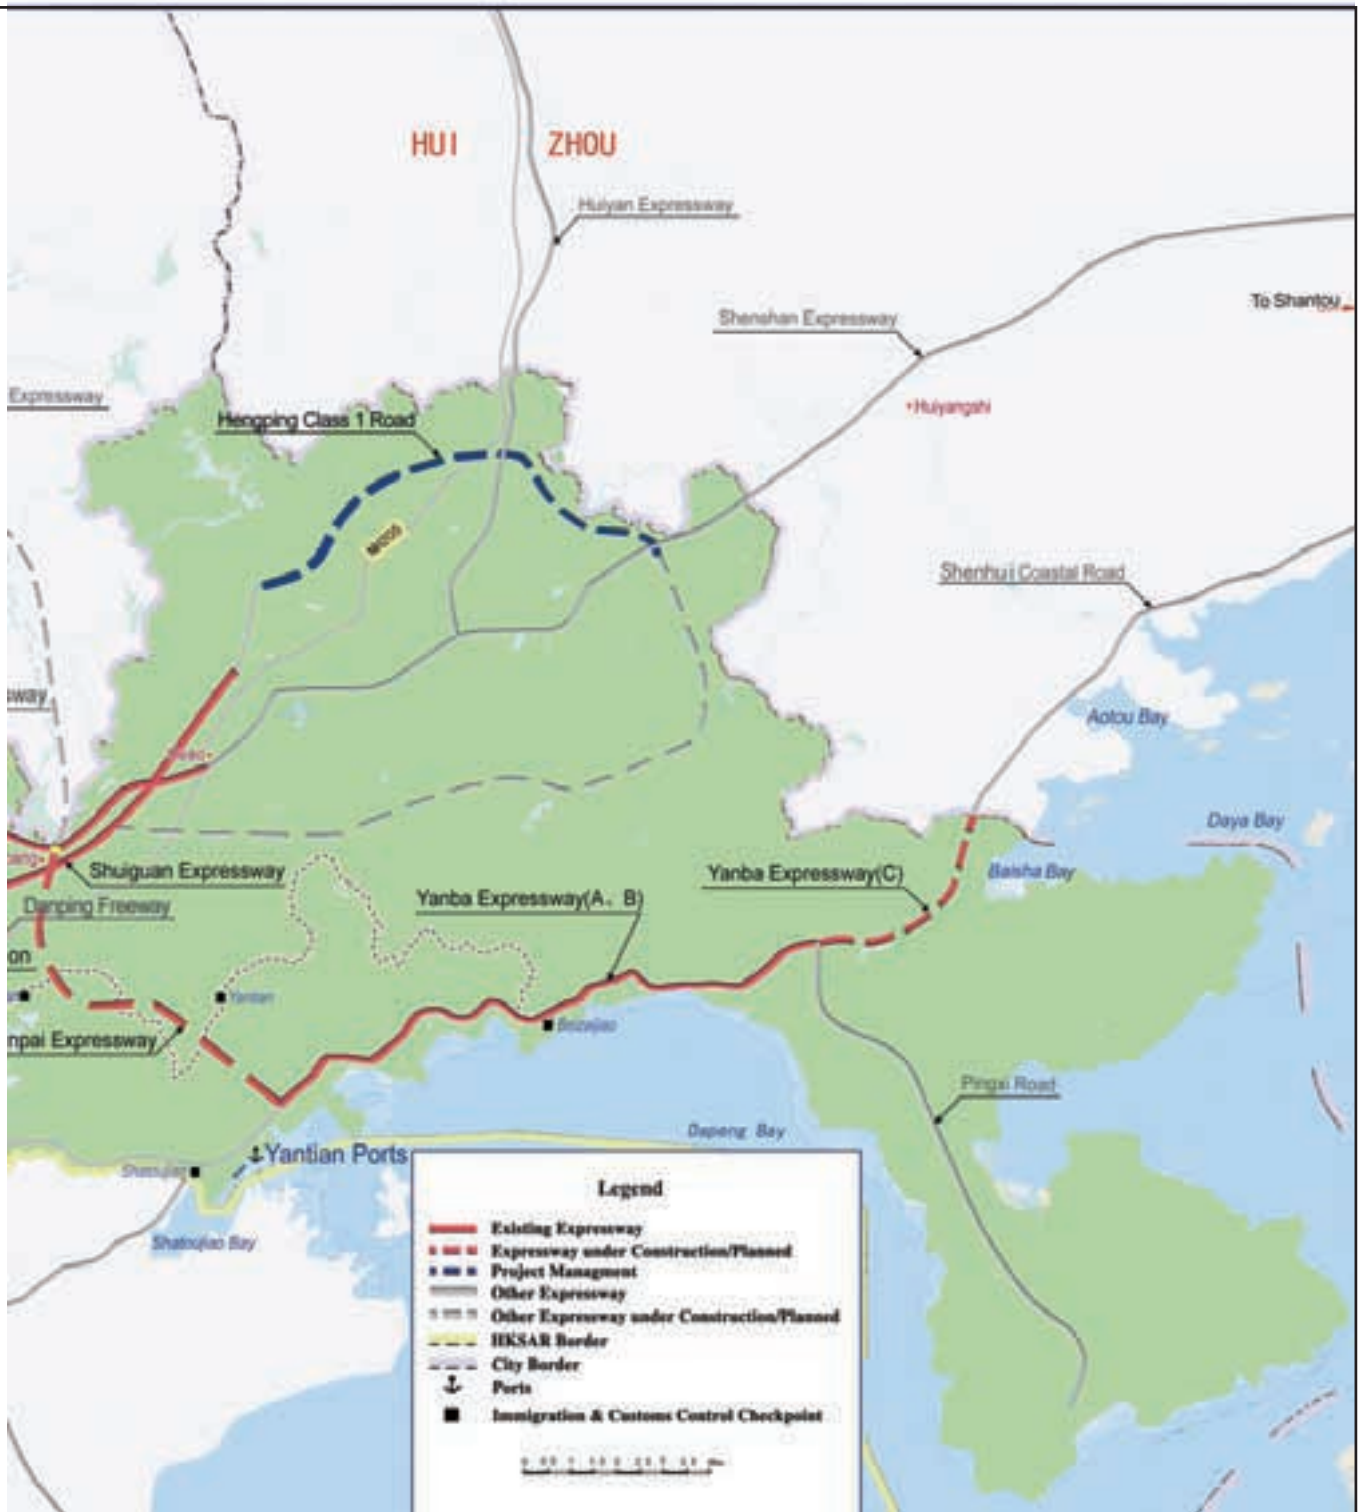 HUI ZHOU
Huiyan Expressway
Shenshan Expressway
To Shantou
Expressway
Huiyangshi
Hengping Class 1 Road
Shenhui Coastal Road
Aotou Bay
Daya Bay
Shuiguan Expressway
Yanba Expressway(C)
Baisha Bay
Yanba Expressway(A、B)
Danping Freeway
on
Yantan
npai Expressway
Pingxi Road
Dapeng Bay
Yantian Ports
Shatoujiao Bay
Legend
Existing Expressway
Expressway under Construction/Planned
Project Managment
Other Expressway
Other Expressway under Construction/Planned
HKSAR Border
City Border
Ports
Immigration & Customs Control Checkpoint